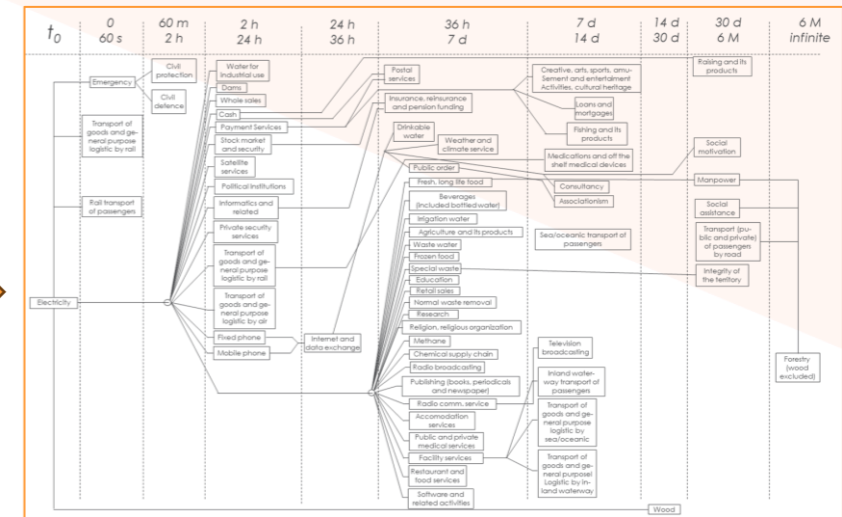 t0
0
60 s
60 m
2 h
2 h
24 h
24 h
36 h
36 h
7 d
7 d
14 d
14 d
30 d
30 d
6 M
6 M
infinite
Electricity
Emergency
Transport of
goods and ge-
neral purpose
logistic by rail
Rail transport
of passengers
Civil
protection
Civil
defence
Water for
industrial use
Dams
Whole sales
Cash
Payment Services
Stock market
and security
Satellite
services
Political Institutions
Informatics and
related
Private security
services
Transport of
goods and ge-
neral purpose
logistic by rail
Transport of
goods and ge-
neral purpose
logistic by air
Fixed phone
Mobile phone
Internet and
data exchange
Postal
services
Insurance, reinsurance
and pension funding
Drinkable
water
Weather and
climate service
Public order
Fresh, long life food
Beverages
(included bottled water)
Irrigation water
Agriculture and its products
Waste water
Frozen food
Special waste
Education
Retail sales
Normal waste removal
Research
Religion, religious organization
Methane
Chemical supply chain
Radio broadcasting
Publishing (books, periodicals
and newspaper)
Radio comm. service
Accomodation
services
Public and private
medical services
Facility services
Restaurant and
food services
Software and
related activities
Creative, arts, sports, amu-
Sement and entertaiment
Activities, cultural heritage
Loans and
mortgages
Fishing and its
products
Medications and off the
shelf medical devices
Consultancy
Associationism
Sea/oceanic transport of
passengers
Television
broadcasting
Inland water-
way transport of
passengers
Transport of
goods and ge-
neral purpose
logistic by
sea/oceanic
Transport of
goods and ge-
neral purposel
Logistic by in-
land waterway
Wood
Raising and its
products
Social
motivation
Manpower
Social
assistance
Transport (pu-
blic and private)
of passengers
by road
Integrity of
the territory
Forestry
(wood
excluded)